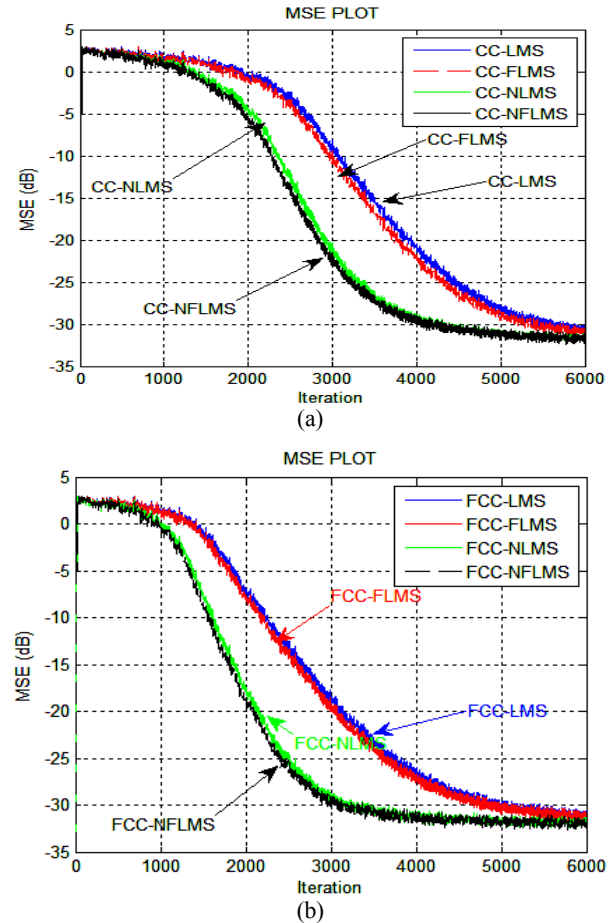 MSE PLOT
5
0
-5
-10
-15
-20
-25
-30
-35
MSE (dB)
CC-LMS
CC-FLMS
CC-NLMS
CC-NFLMS
CC-FLMS
CC-NLMS
CC-LMS
CC-NFLMS
0 1000 2000 3000 4000 5000 6000
Iteration
(a)
MSE PLOT
5
0
-5
-10
-15
-20
-25
-30
-35
MSE (dB)
FCC-LMS
FCC-FLMS
FCC-NLMS
FCC-NFLMS
FCC-FLMS
FCC-LMS
FCC-NLMS
FCC-NFLMS
0 1000 2000 3000 4000 5000 6000
Iteration
(b)